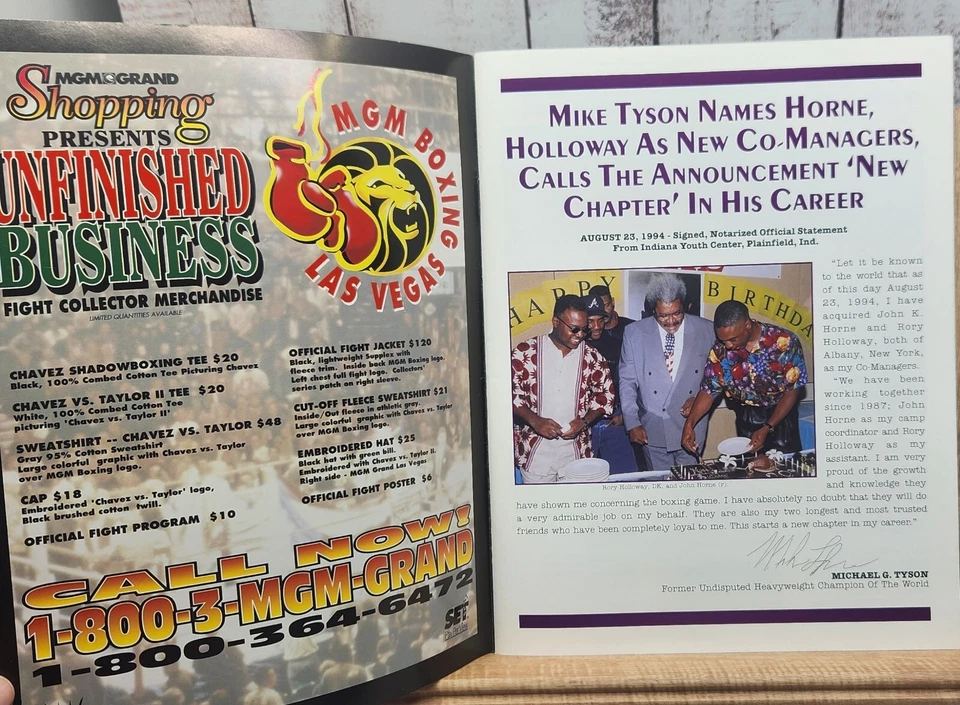 MGM GRAND
Shopping
PRESENTS
UNFINISHED
BUSINESS
FIGHT COLLECTOR MERCHANDISE
LIMITED QUANTITIES AVAILABLE
MGM BOXING
LAS VEGAS
CHAVEZ SHADOWBOXING TEE $20
Black, 100% Combed Cotton Tee Picturing Chavez
CHAVEZ VS. TAYLOR II TEE $20
White, 100% Combed Cotton Tee
picturing "Chavez vs Taylor II"
SWEATSHIRT -- CHAVEZ VS. TAYLOR $48
Gray 95% Cotton Sweatshirt
Large colorful graphic with Chavez vs. Taylor
over MGM Boxing logo.
CAP $18
Embroidered 'Chavez vs. Taylor' logo,
Black brushed cotton twill.
OFFICIAL FIGHT PROGRAM $10
OFFICIAL FIGHT JACKET $120
Black, lightweight Supplex with
fleece trim. Inside back MGM Boxing logo.
Left chest full fight logo. Collectors'
series patch on right sleeve.
CUT-OFF FLEECE SWEATSHIRT $21
Inside/Out fleece in athletic gray.
Large colorful graphic with Chavez vs. Taylor
over MGM Boxing logo.
EMBROIDERED HAT $25
Black hat with green bill.
Embroidered with Chavez vs. Taylor II.
Right side - MGM Grand Las Vegas
OFFICIAL FIGHT POSTER $6
CALL NOW!
1-800-3-MGM-GRAND
1-800-364-6472
SET
MIKE TYSON NAMES HORNE,
HOLLOWAY AS NEW CO-MANAGERS,
CALLS THE ANNOUNCEMENT 'NEW
CHAPTER' IN HIS CAREER
AUGUST 23, 1994 - Signed, Notarized Official Statement
From Indiana Youth Center, Plainfield, Ind.
HAPPY BIRTHDA
A
"Let it be known
to the world that as
of this day August
23, 1994, I have
acquired John K.
Horne and Rory
Holloway, both of
Albany, New York,
as my Co-Managers.
"We have been
working together
since 1987; John
Horne as my camp
coordinator and Rory
Holloway as my
assistant. I am very
proud of the growth
and knowledge they
Rory Holloway, DK, and John Horne (r).
have shown me concerning the boxing game. I have absolutely no doubt that they will do
a very admirable job on my behalf. They are also my two longest and most trusted
friends who have been completely loyal to me. This starts a new chapter in my career."
MICHAEL G. TYSON
Former Undisputed Heavyweight Champion Of The World